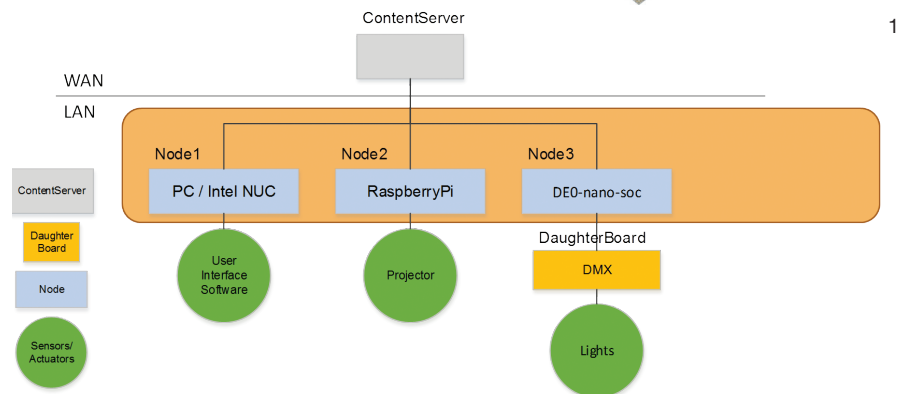 ContentServer
1
WAN
LAN
Node1
Node2
Node3
PC / Intel NUC
RaspberryPi
DE0-nano-soc
ContentServer
Daughter
Board
Node
Sensors/
Actuators
User
Interface
Software
Projector
DaughterBoard
DMX
Lights